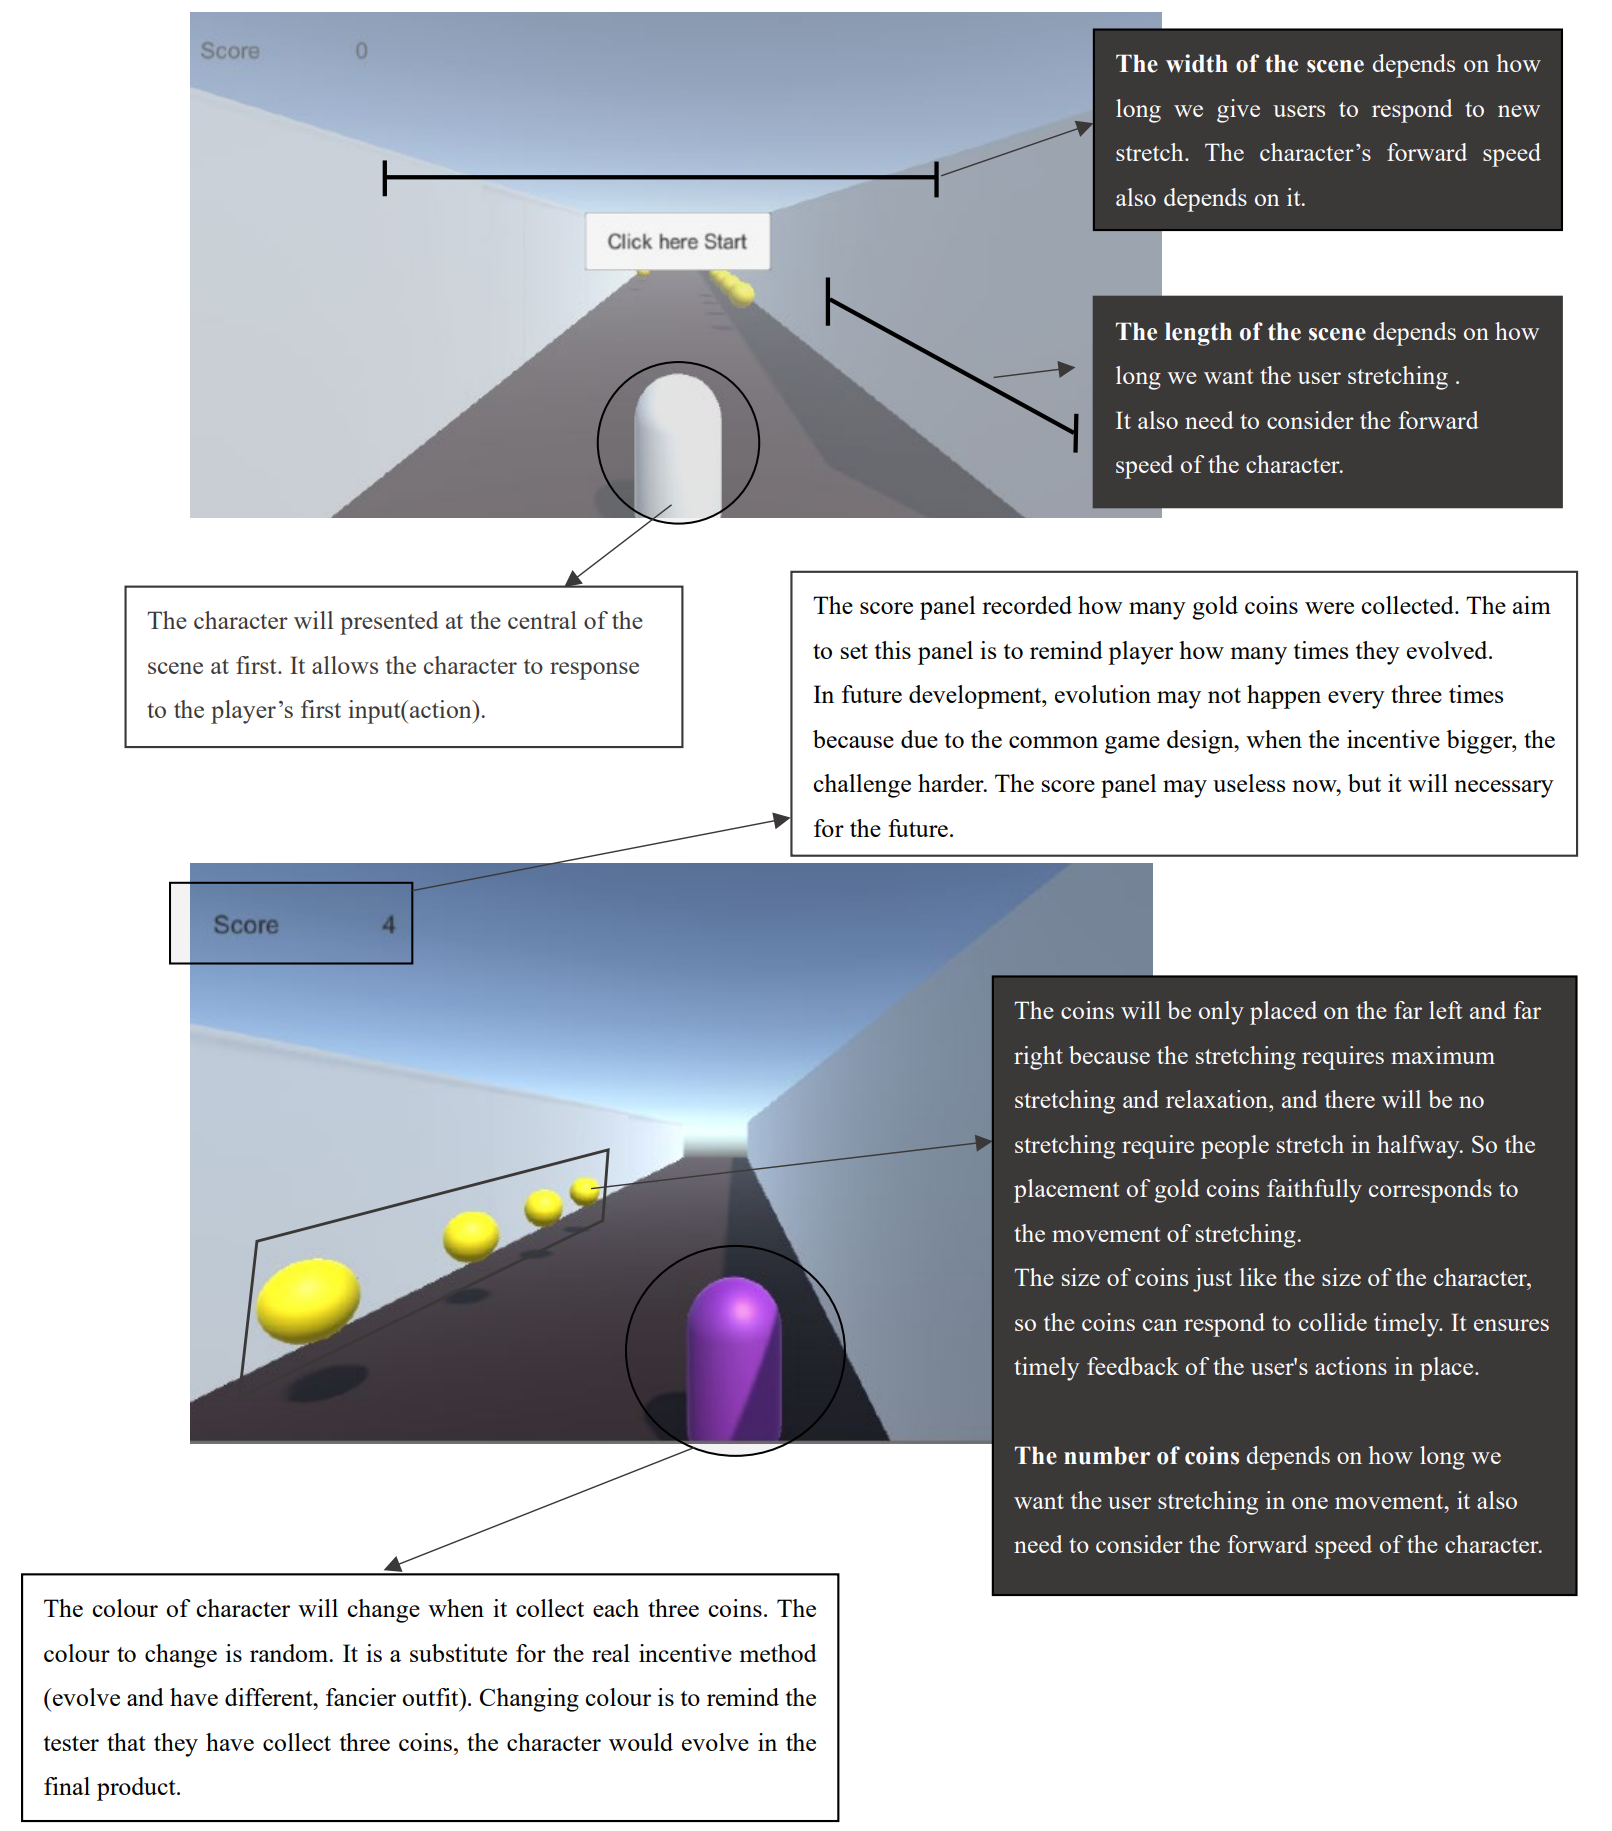 Score 0
The width of the scene depends on how
long we give users to respond to new
stretch. The character’s forward speed
also depends on it.
Click here Start
The length of the scene depends on how
long we want the user stretching .
It also need to consider the forward
speed of the character.
The character will presented at the central of the
scene at first. It allows the character to response
to the player’s first input(action).
The score panel recorded how many gold coins were collected. The aim
to set this panel is to remind player how many times they evolved.
In future development, evolution may not happen every three times
because due to the common game design, when the incentive bigger, the
challenge harder. The score panel may useless now, but it will necessary
for the future.
Score 4
The coins will be only placed on the far left and far
right because the stretching requires maximum
stretching and relaxation, and there will be no
stretching require people stretch in halfway. So the
placement of gold coins faithfully corresponds to
the movement of stretching.
The size of coins just like the size of the character,
so the coins can respond to collide timely. It ensures
timely feedback of the user's actions in place.
The number of coins depends on how long we
want the user stretching in one movement, it also
need to consider the forward speed of the character.
The colour of character will change when it collect each three coins. The
colour to change is random. It is a substitute for the real incentive method
(evolve and have different, fancier outfit). Changing colour is to remind the
tester that they have collect three coins, the character would evolve in the
final product.